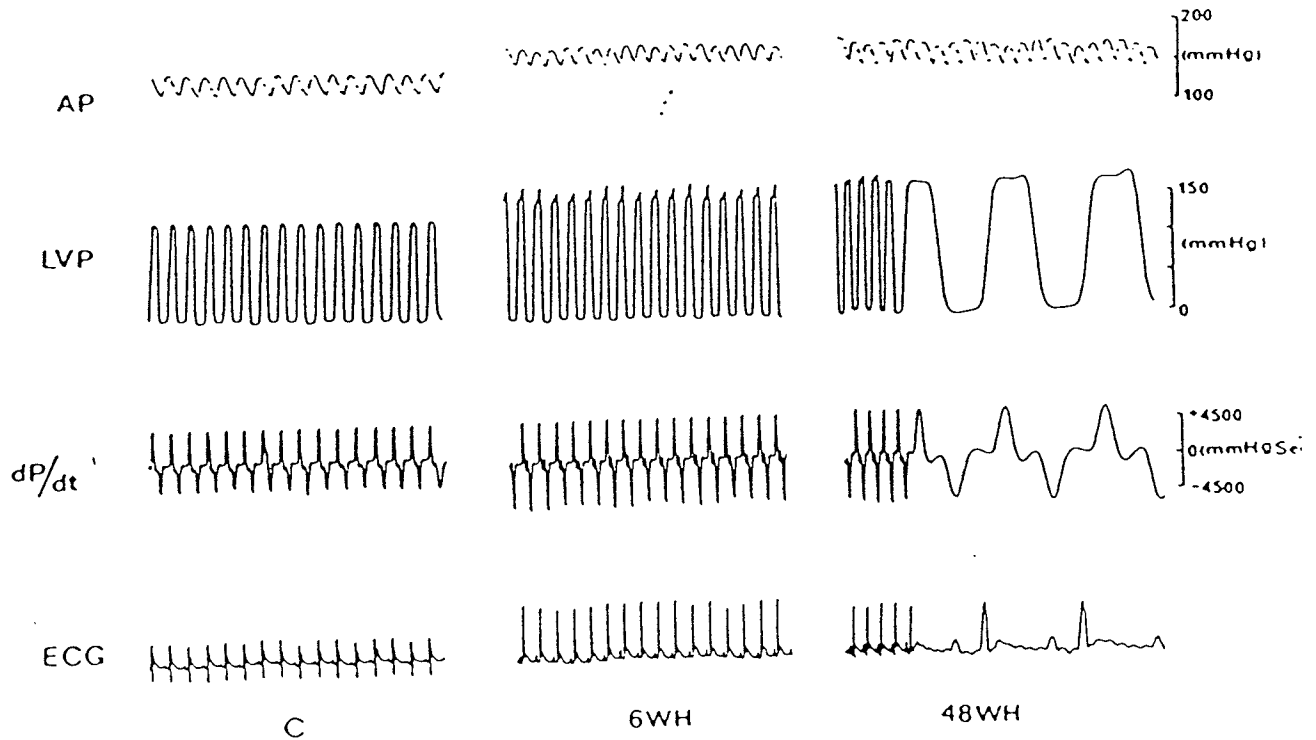 200
AP
(mmHg)
100
150
LVP
(mmHg)
0
+4500
dP/dt
0(mmHgSec
-4500
ECG
C
6WH
48WH